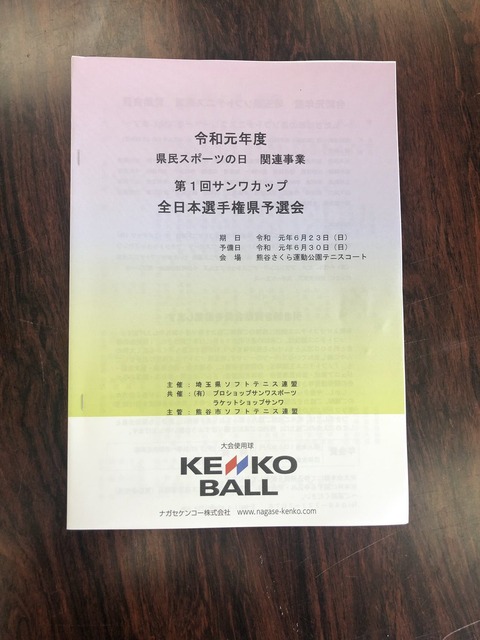 令和元年度
県民スポーツの日　関連事業
第１回サンワカップ
全日本選手権県予選会
期　日　　令和　元年６月２３日（日）
予備日　　令和　元年６月３０日（日）
会　場　　熊谷さくら運動公園テニスコート
主 催 ： 埼玉県ソフトテニス連盟
共 催 ：（有） プロショップサンワスポーツ
ラケットショップサンワ
主 管 ： 熊谷市ソフトテニス連盟
大会使用球
KENKO
BALL
ナガセケンコー株式会社　www.nagase-kenko.com